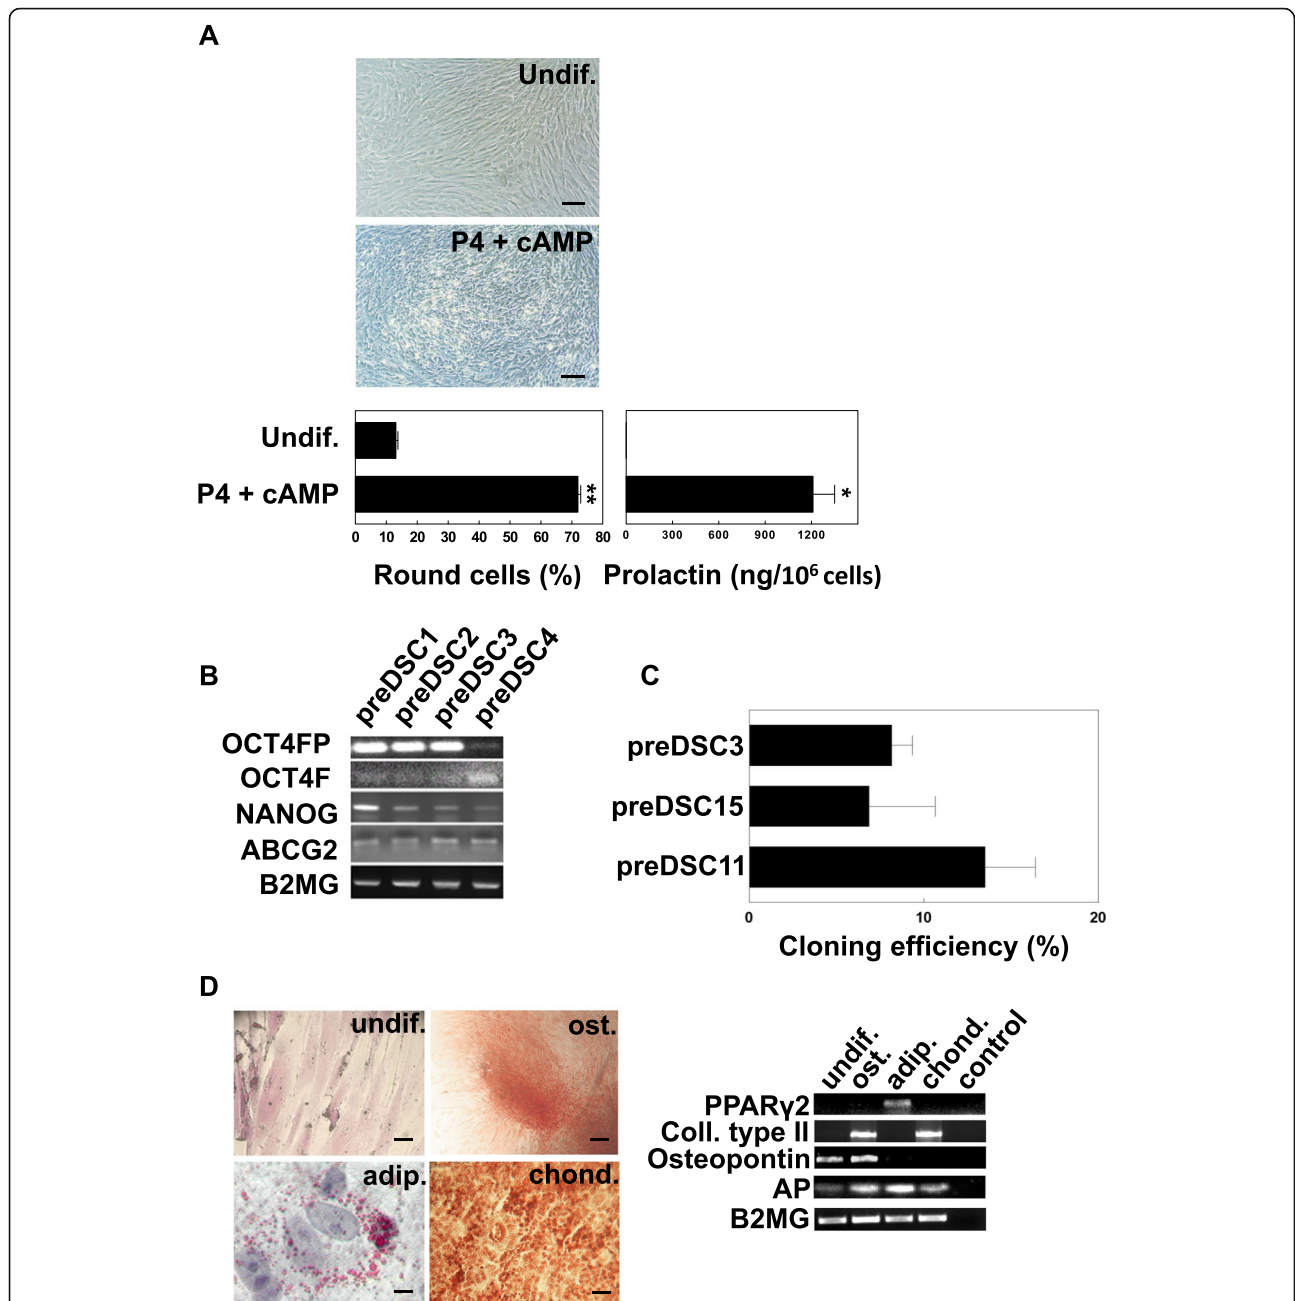 A
Undif.
P4 + cAMP
Undif.
P4 + cAMP
**
*
0 10 20 30 40 50 60 70 80
0 300 600 900 1200
Round cells (%)
Prolactin (ng/10⁶ cells)
B
preDSC1
preDSC2
preDSC3
preDSC4
OCT4FP
OCT4F
NANOG
ABCG2
B2MG
C
preDSC3
preDSC15
preDSC11
0 10 20
Cloning efficiency (%)
D
undif.
ost.
adip.
chond.
undif.
ost.
adip.
chond.
control
PPARγ2
Coll. type II
Osteopontin
AP
B2MG